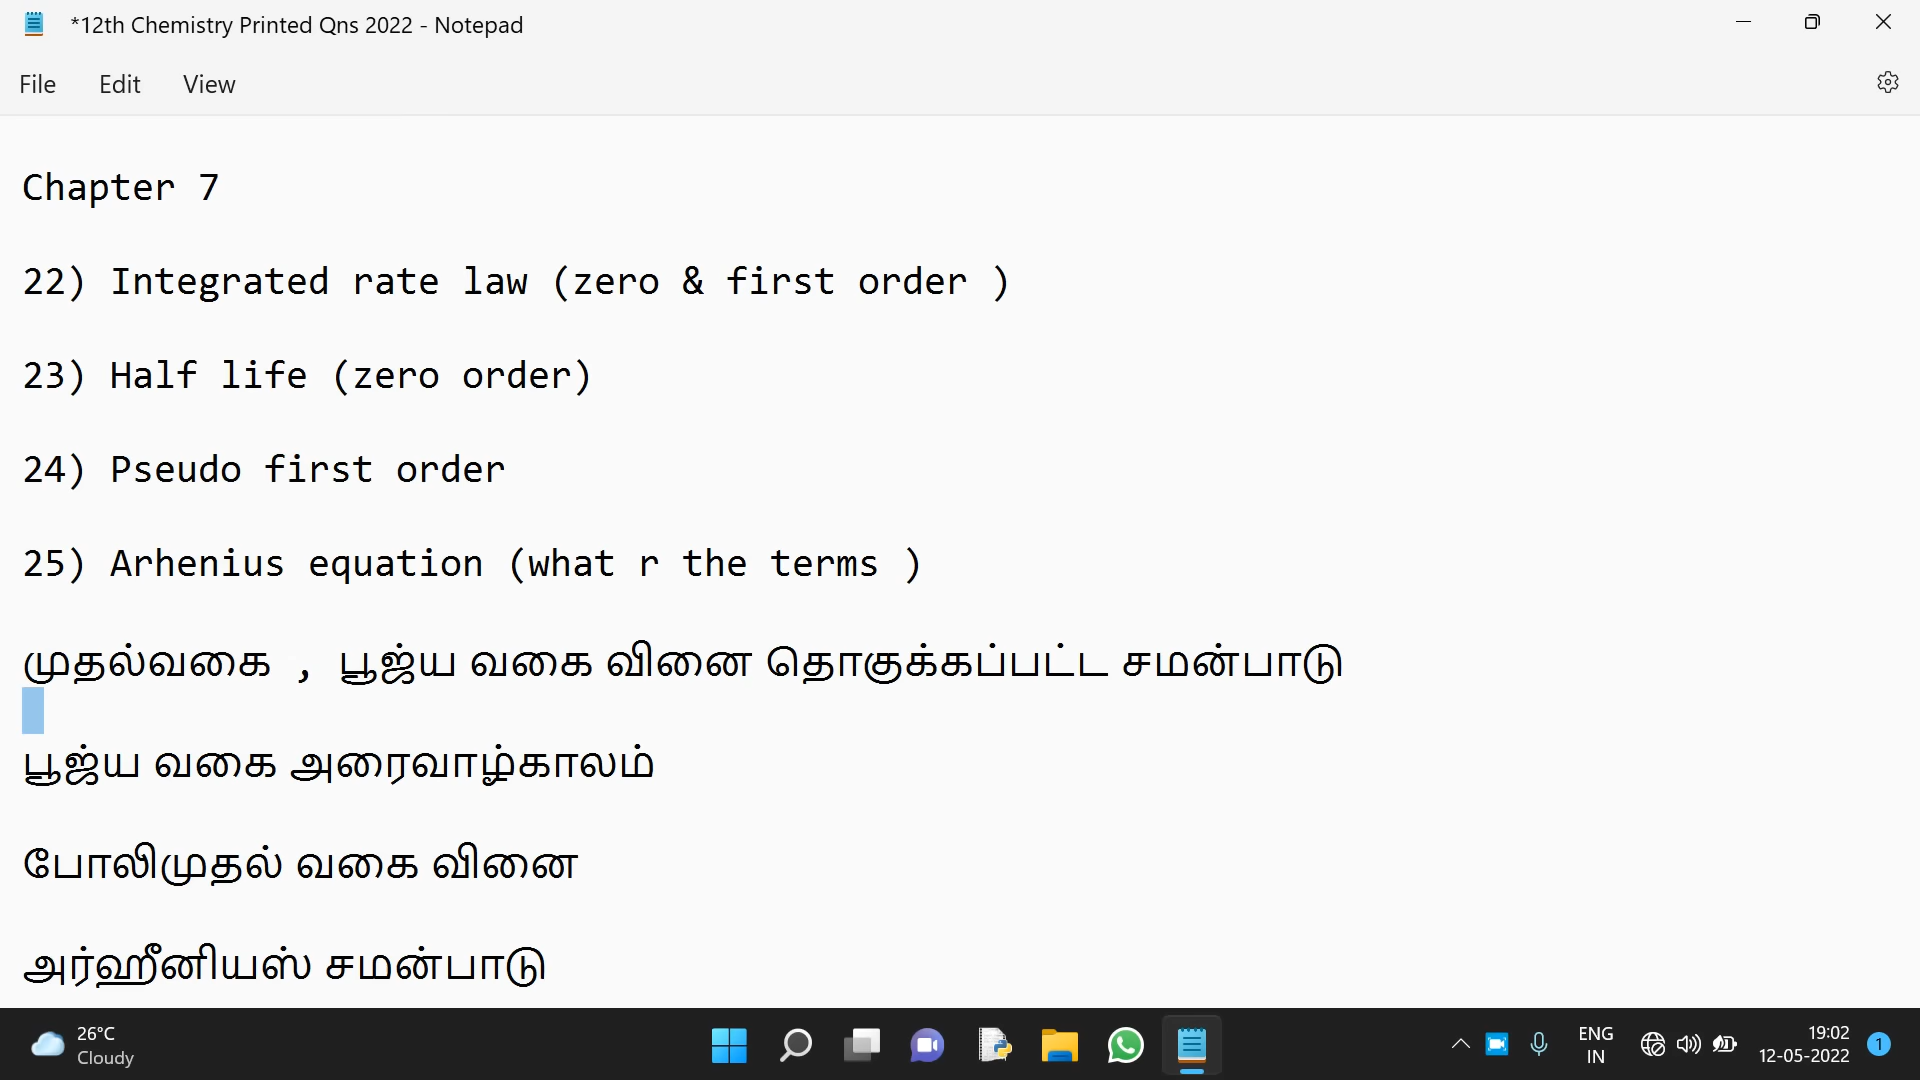 *12th Chemistry Printed Qns 2022 - Notepad
File Edit View
Chapter 7
22) Integrated rate law (zero & first order )
23) Half life (zero order)
24) Pseudo first order
25) Arhenius equation (what r the terms )
முதல்வகை , பூஜ்ய வகை வினை தொகுக்கப்பட்ட சமன்பாடு
பூஜ்ய வகை அரைவாழ்காலம்
போலிமுதல் வகை வினை
அர்ஹீனியஸ் சமன்பாடு
26°C
Cloudy
ENG
IN
19:02
12-05-2022
1